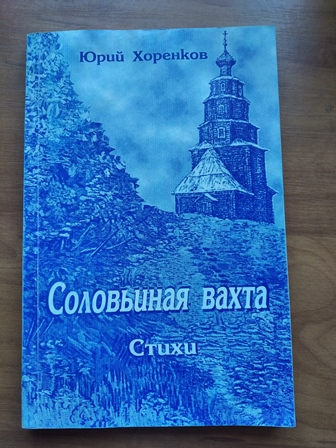 Юрий Хоренков
Соловьиная вахта
Стихи